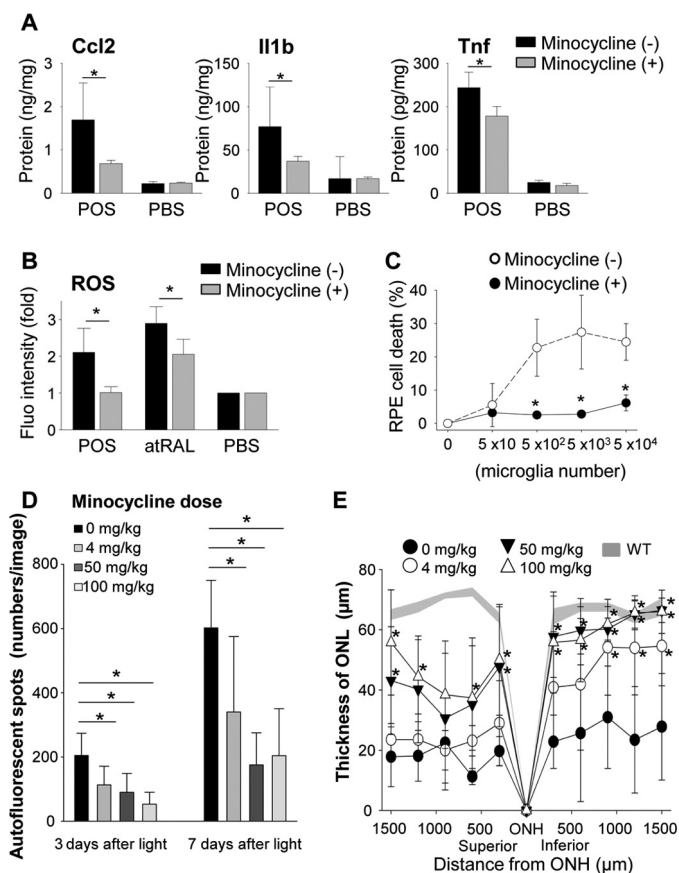 A
Ccl2
Il1b
Tnf
Minocycline (-)
Minocycline (+)
Protein (ng/mg)
3
2
1
0
*
POS
PBS
Protein (ng/mg)
150
100
50
0
*
POS
PBS
Protein (pg/mg)
300
200
100
0
*
POS
PBS
B
ROS
Minocycline (-)
Minocycline (+)
Fluo intensity (fold)
3
2
1
0
*
*
POS
atRAL
PBS
C
Minocycline (-)
Minocycline (+)
RPE cell death (%)
40
30
20
10
0
* * *
0 5 x10 5 x10² 5 x10³ 5 x10⁴
(microglia number)
D
Minocycline dose
0 mg/kg
4 mg/kg
50 mg/kg
100 mg/kg
Autofluorescent spots (numbers/image)
800
600
400
200
0
* * *
* * *
3 days after light
7 days after light
E
0 mg/kg
4 mg/kg
50 mg/kg
100 mg/kg
WT
Thickness of ONL (μm)
80
60
40
20
0
* * * * * * * * * * * * * * * * * * *
1500 1000 500 ONH 500 1000 1500
Superior Inferior
Distance from ONH (μm)